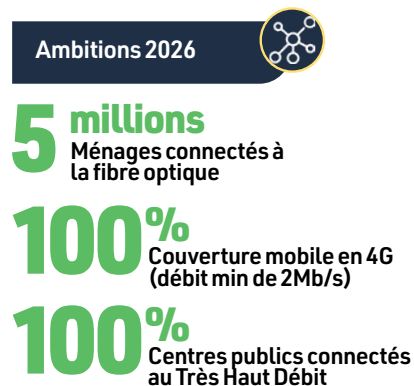 Ambitions 2026
5 millions
Ménages connectés à
la fibre optique
100%
Couverture mobile en 4G
(débit min de 2Mb/s)
100%
Centres publics connectés
au Très Haut Débit